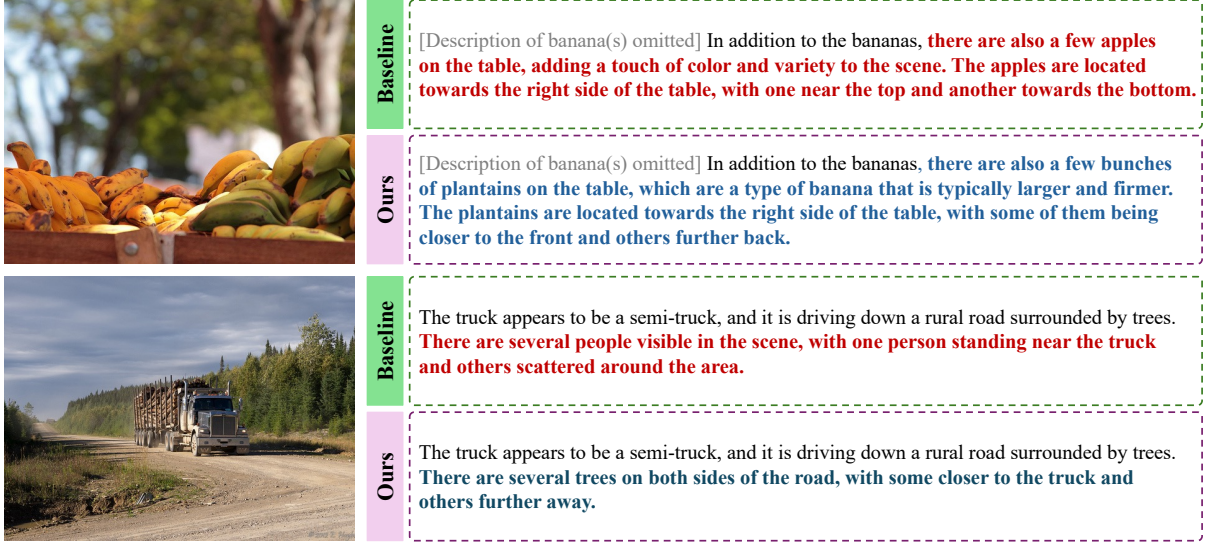 Baseline
[Description of banana(s) omitted] In addition to the bananas, there are also a few apples
on the table, adding a touch of color and variety to the scene. The apples are located
towards the right side of the table, with one near the top and another towards the bottom.
Ours
[Description of banana(s) omitted] In addition to the bananas, there are also a few bunches
of plantains on the table, which are a type of banana that is typically larger and firmer.
The plantains are located towards the right side of the table, with some of them being
closer to the front and others further back.
Baseline
The truck appears to be a semi-truck, and it is driving down a rural road surrounded by trees.
There are several people visible in the scene, with one person standing near the truck
and others scattered around the area.
Ours
The truck appears to be a semi-truck, and it is driving down a rural road surrounded by trees.
There are several trees on both sides of the road, with some closer to the truck and
others further away.